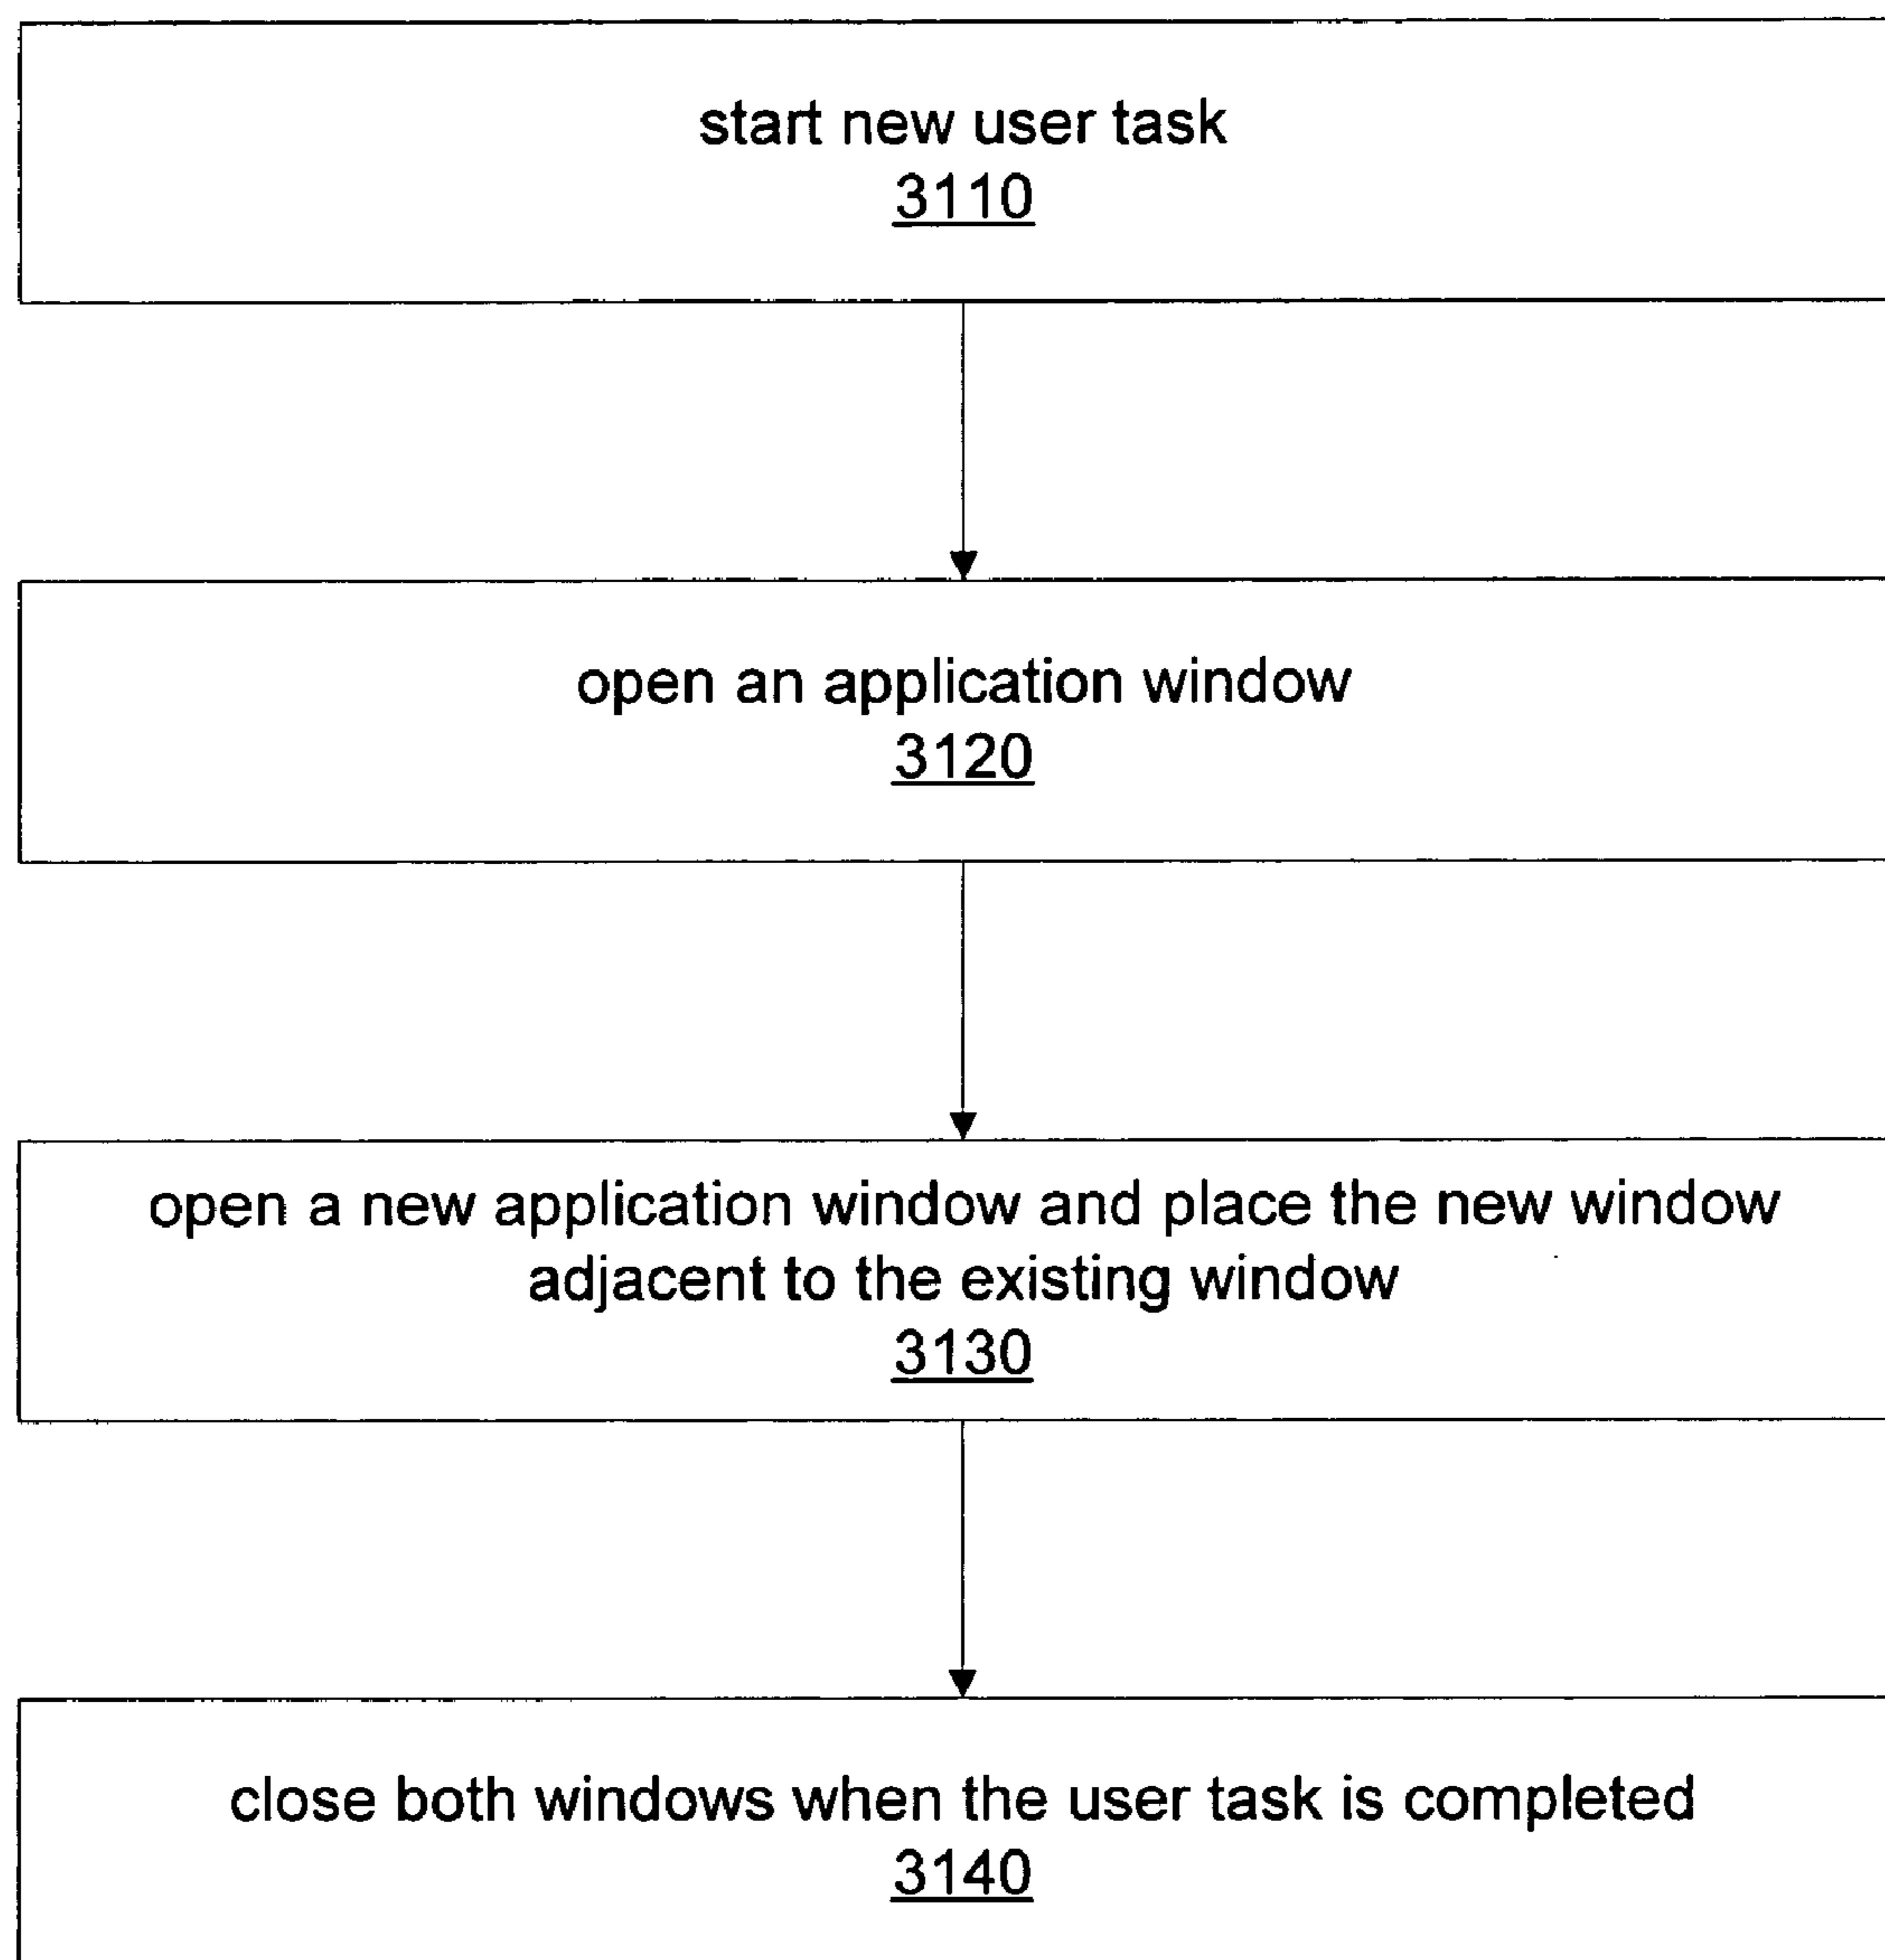 start new user task
3110
open an application window
3120
open a new application window and place the new window
adjacent to the existing window
3130
close both windows when the user task is completed
3140